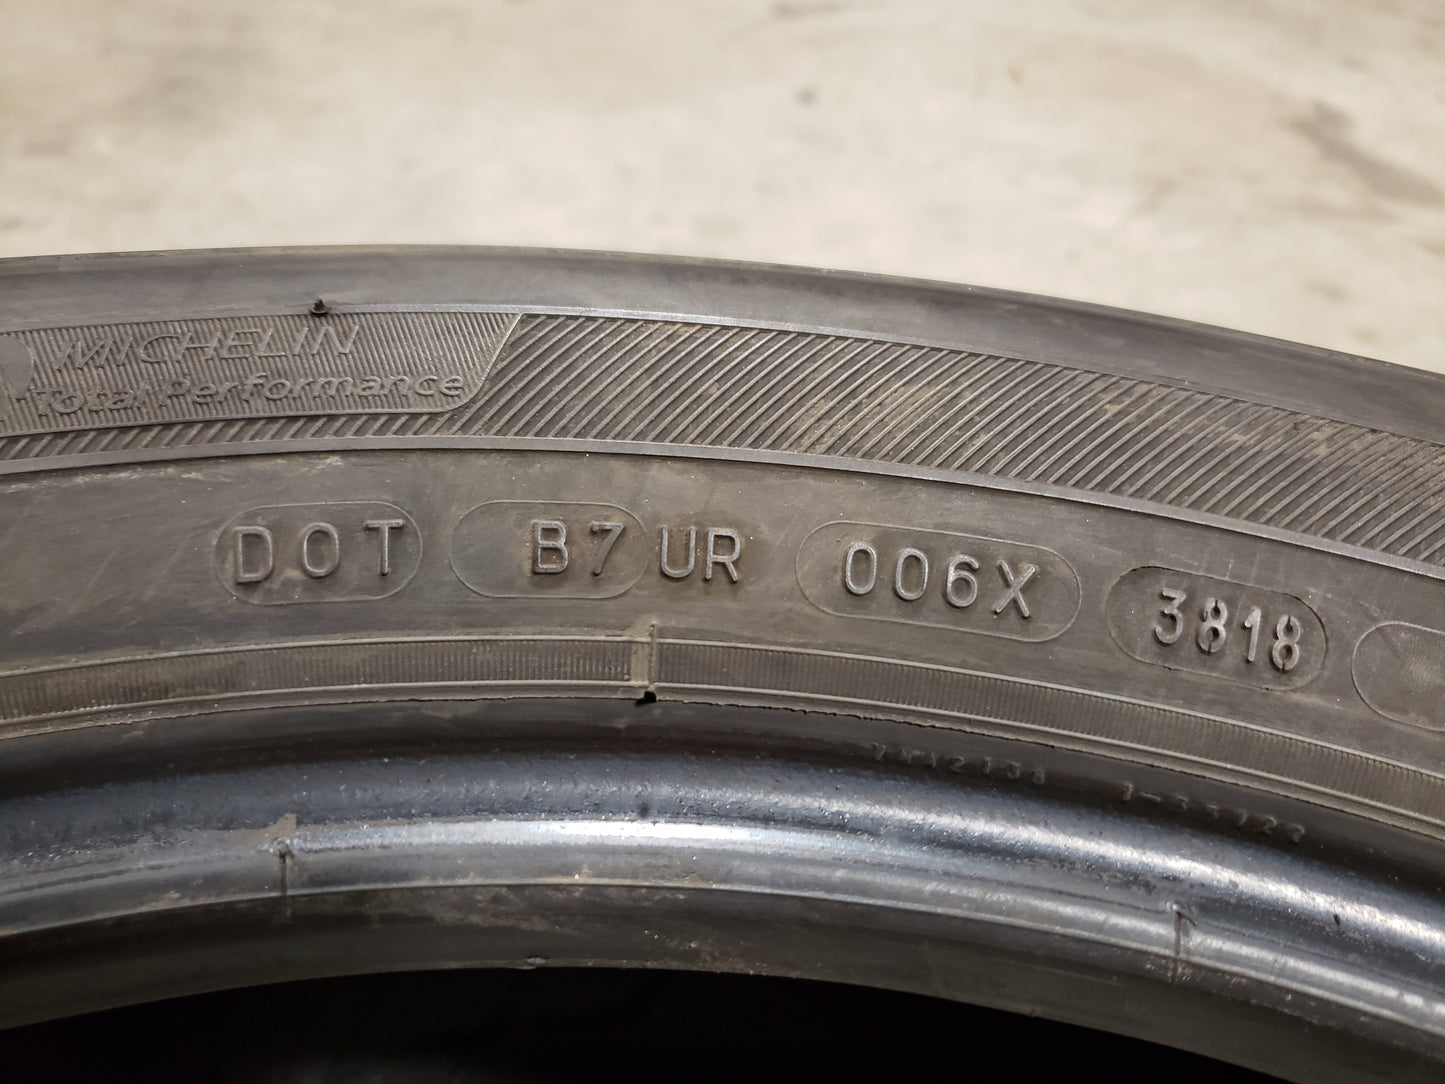 MICHELIN
Total Performance
DOT B7 UR 006X 3818